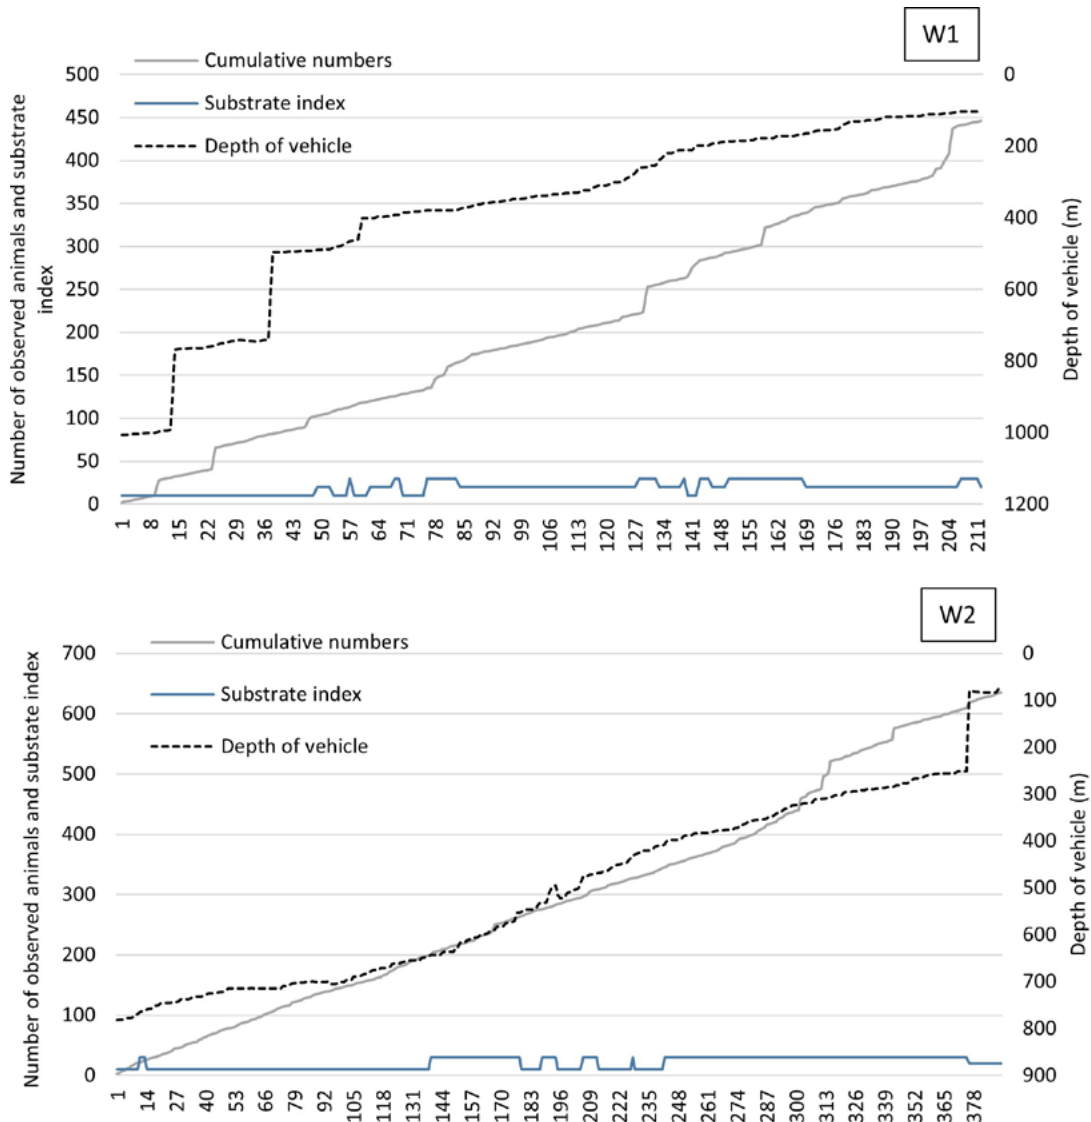 W1
Cumulative numbers
Substrate index
Depth of vehicle
Number of observed animals and substrate
index
500
450
400
350
300
250
200
150
100
50
0
0
200
400
600
800
1000
1200
Depth of vehicle (m)
1 8 15 22 29 36 43 50 57 64 71 78 85 92 99 106 113 120 127 134 141 148 155 162 169 176 183 190 197 204 211
W2
Cumulative numbers
Substrate index
Depth of vehicle
Number of observed animals and substate index
700
600
500
400
300
200
100
0
0
100
200
300
400
500
600
700
800
900
Depth of vehicle (m)
1 14 27 40 53 66 79 92 105 118 131 144 157 170 183 196 209 222 235 248 261 274 287 300 313 326 339 352 365 378